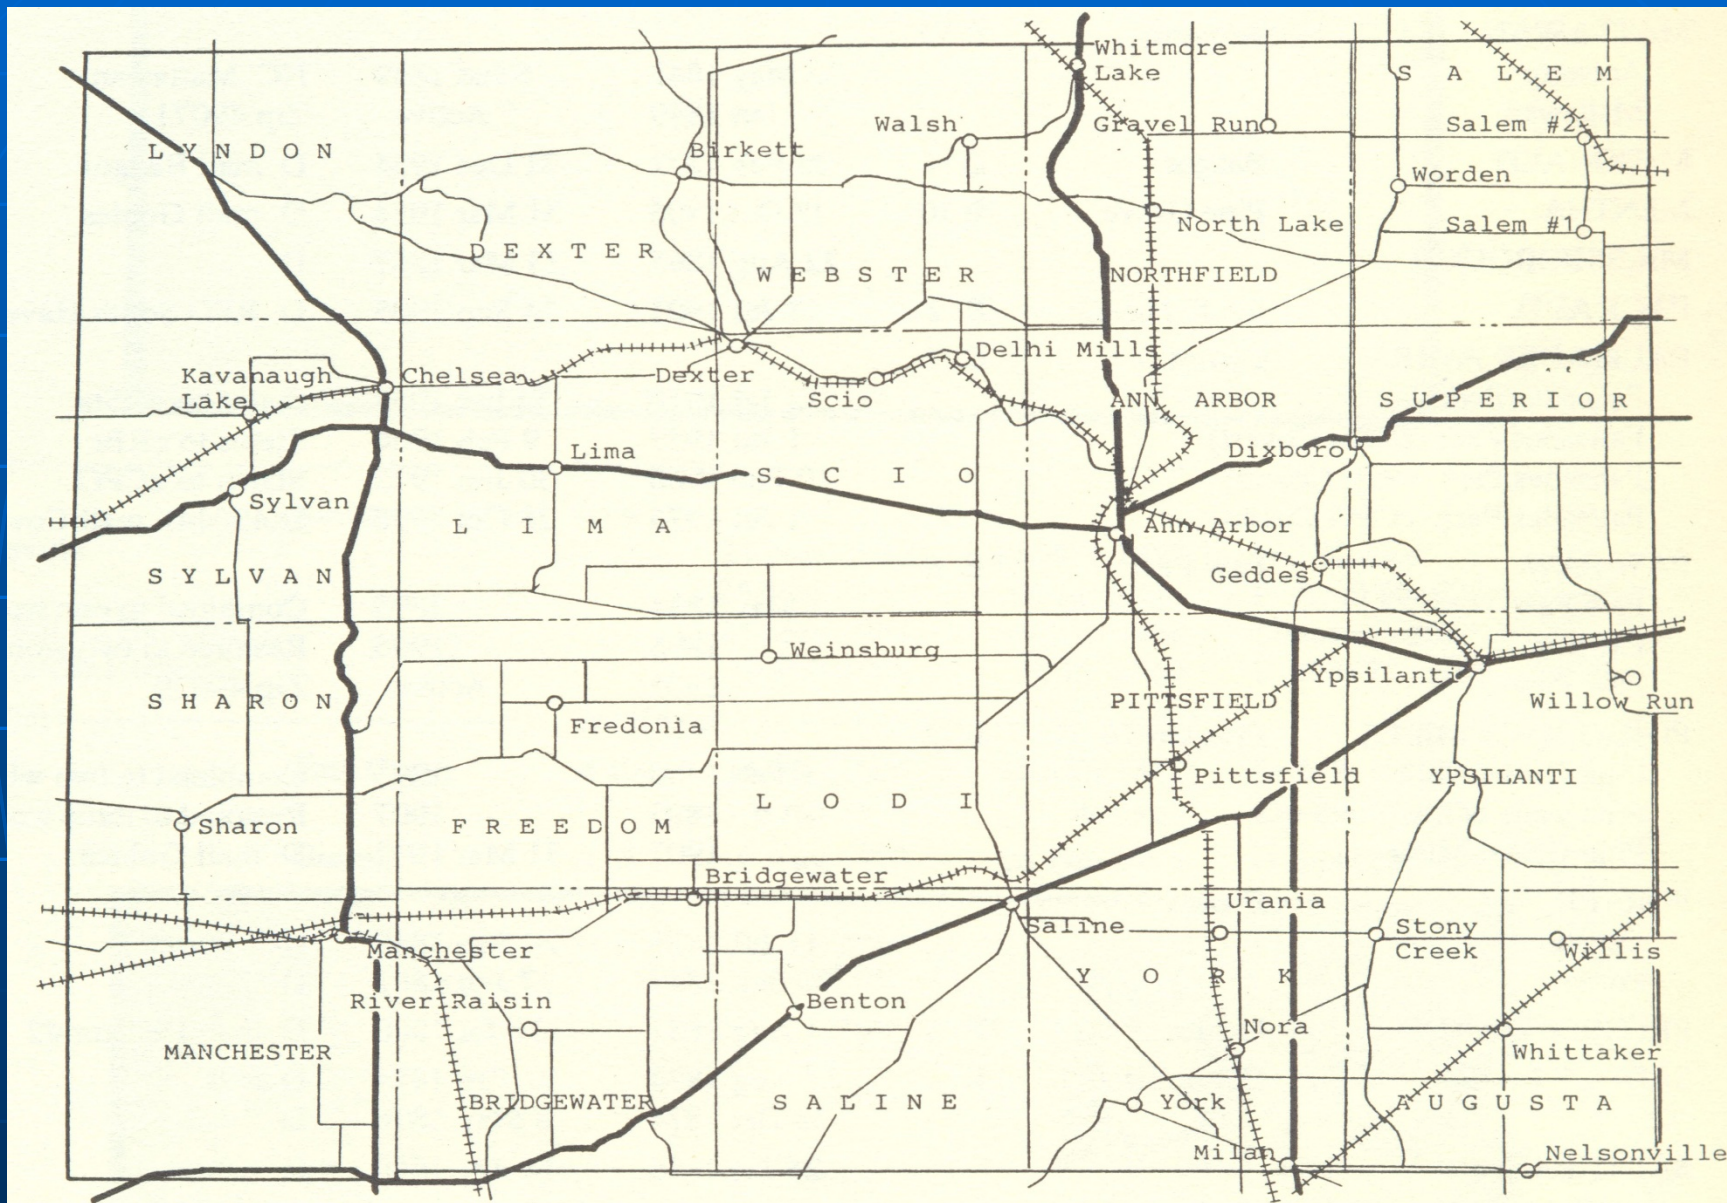 Whitmore
Lake
S A L E M
Walsh
Gravel Run
Salem #2
L Y N D O N
Birkett
Worden
North Lake
Salem #1
D E X T E R
W E B S T E R
NORTHFIELD
Kavanaugh
Lake
Chelsea
Dexter
Delhi Mills
Scio
ANN ARBOR
S U P E R I O R
Lima
Dixboro
S C I O
Sylvan
L I M A
Ann Arbor
S Y L V A N
Geddes
Weinsburg
Ypsilanti
S H A R O N
PITTSFIELD
Willow Run
Fredonia
Pittsfield
YPSILANTI
L O D I
Sharon
F R E E D O M
Bridgewater
Urania
Saline
Stony
Creek
Willis
Manchester
Y O R K
River Raisin
Benton
Nora
MANCHESTER
Whittaker
BRIDGEWATER
S A L I N E
York
A U G U S T A
Milan
Nelsonville